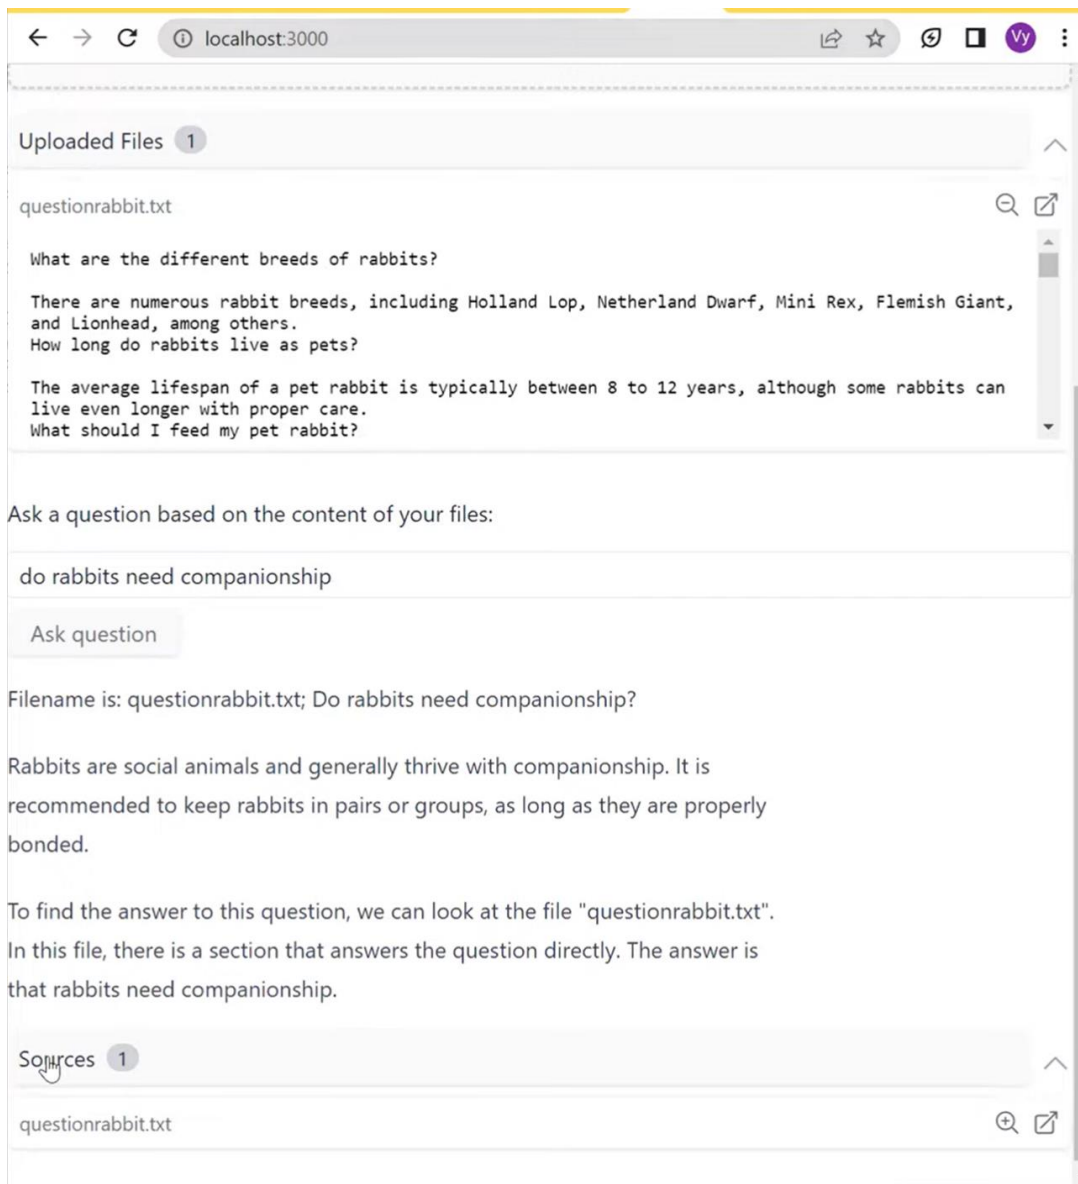 localhost:3000
Vy
Uploaded Files 1
questionrabbit.txt
What are the different breeds of rabbits?
There are numerous rabbit breeds, including Holland Lop, Netherland Dwarf, Mini Rex, Flemish Giant,
and Lionhead, among others.
How long do rabbits live as pets?
The average lifespan of a pet rabbit is typically between 8 to 12 years, although some rabbits can
live even longer with proper care.
What should I feed my pet rabbit?
Ask a question based on the content of your files:
do rabbits need companionship
Ask question
Filename is: questionrabbit.txt; Do rabbits need companionship?
Rabbits are social animals and generally thrive with companionship. It is
recommended to keep rabbits in pairs or groups, as long as they are properly
bonded.
To find the answer to this question, we can look at the file "questionrabbit.txt".
In this file, there is a section that answers the question directly. The answer is
that rabbits need companionship.
Sources 1
questionrabbit.txt